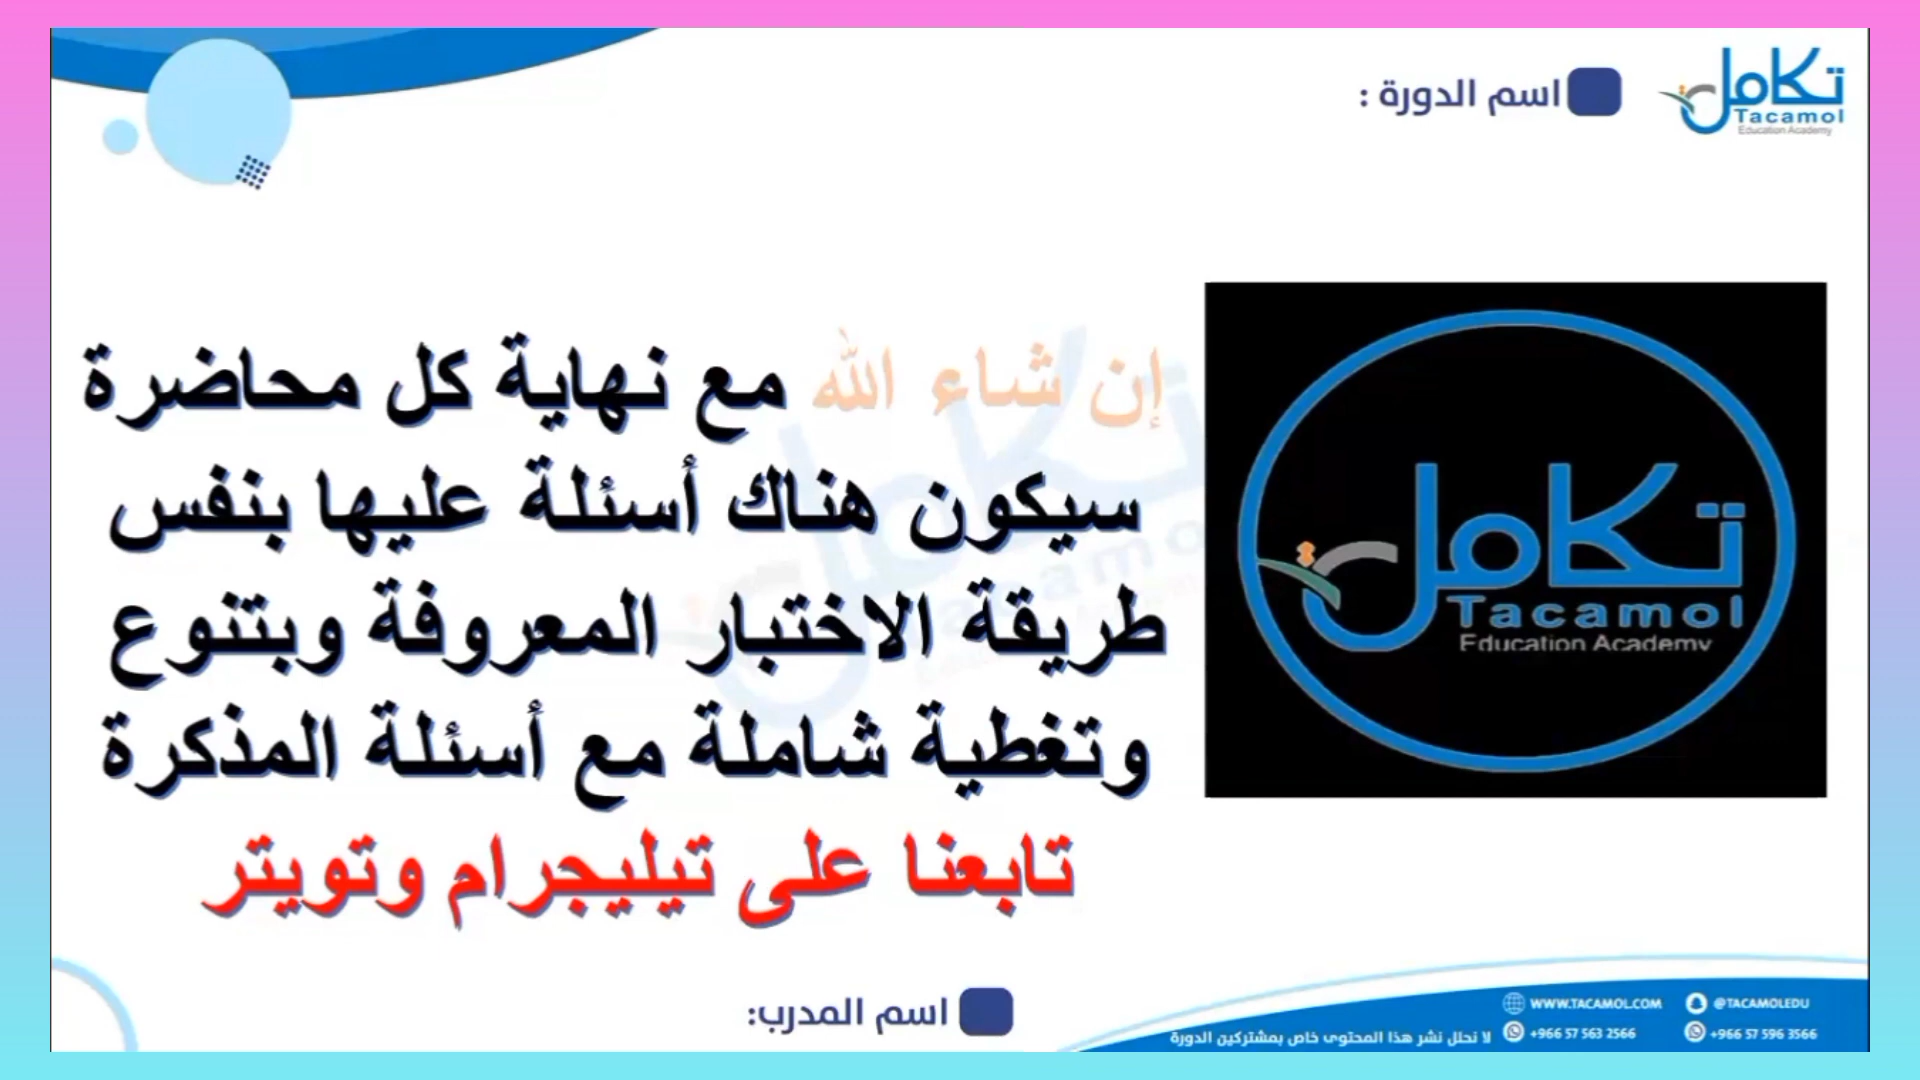 تكامل
Tacamol
Education Academy
اسم الدورة :
إن شاء الله مع نهاية كل محاضرة
سيكون هناك أسئلة عليها بنفس
طريقة الاختبار المعروفة وبتنوع
وتغطية شاملة مع أسئلة المذكرة
تابعنا على تيليجرام وتويتر
تكامل
Tacamol
Education Academy
اسم المدرب:
WWW.TACAMOL.COM
@TACAMOLEDU
لا نحلل نشر هذا المحتوى خاص بمشتركين الدورة
+966 57 563 2566
+966 57 596 3566